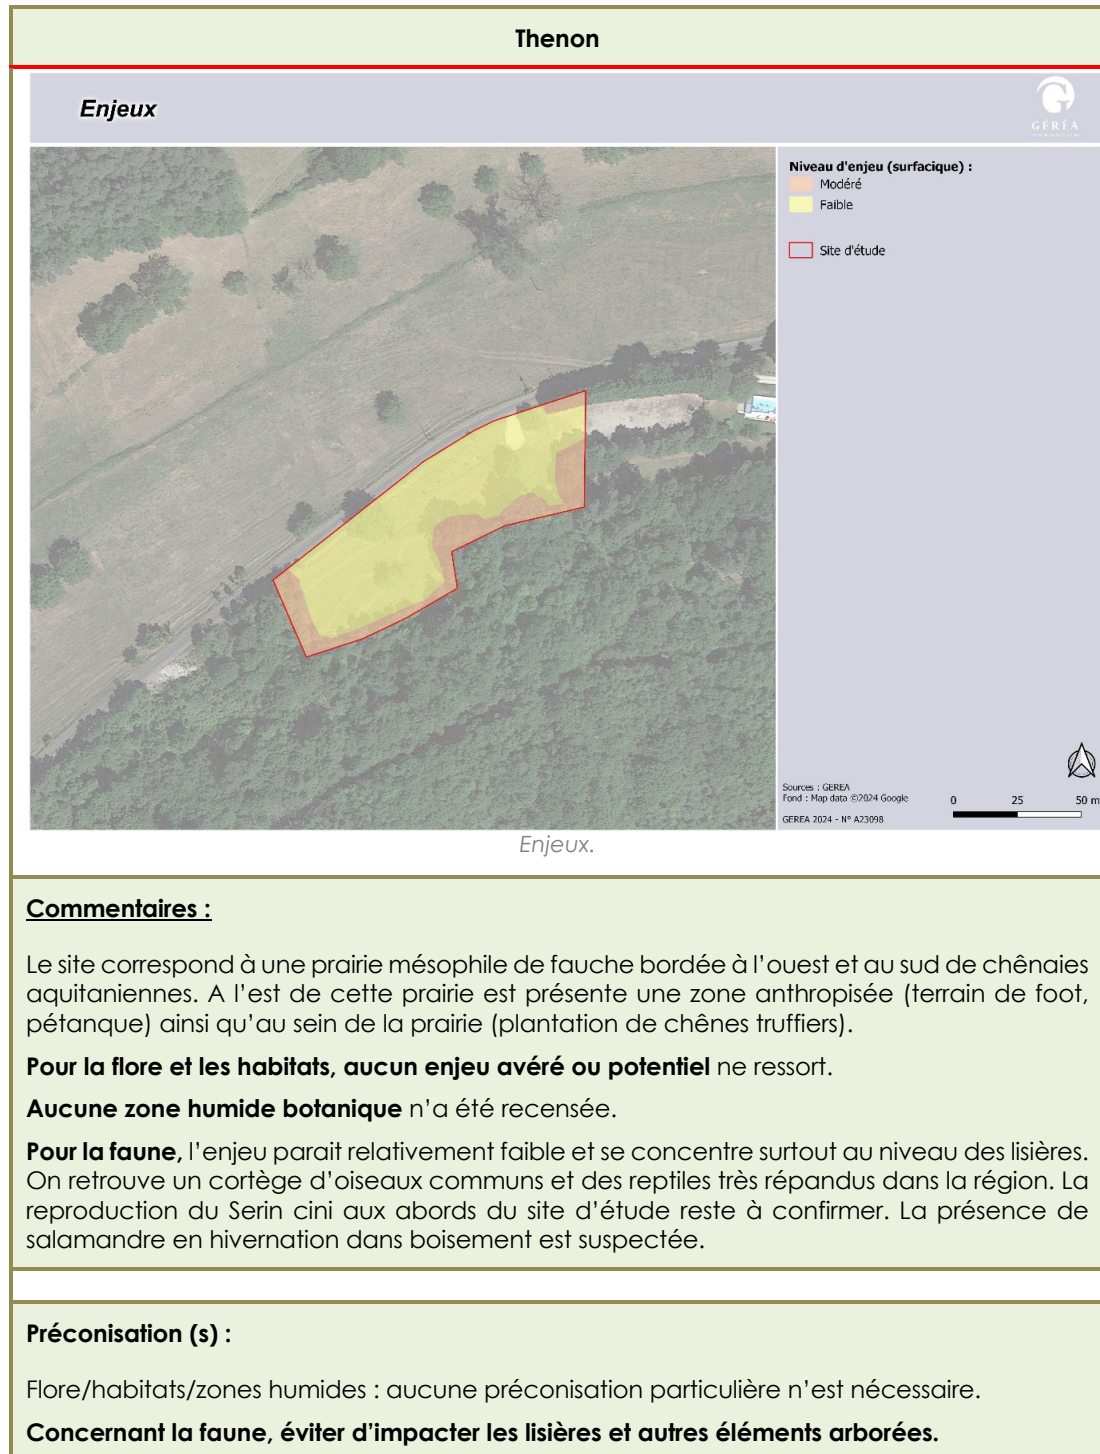 Thenon
Enjeux
GÉRÉA
Niveau d'enjeu (surfacique) :
Modéré
Faible
Site d'étude
Sources : GEREA
Fond : Map data ©2024 Google
GEREA 2024 - N° A23098
0 25 50 m
Enjeux.
Commentaires :
Le site correspond à une prairie mésophile de fauche bordée à l'ouest et au sud de chênaies
aquitaniennes. A l'est de cette prairie est présente une zone anthropisée (terrain de foot,
pétanque) ainsi qu'au sein de la prairie (plantation de chênes truffiers).
Pour la flore et les habitats, aucun enjeu avéré ou potentiel ne ressort.
Aucune zone humide botanique n'a été recensée.
Pour la faune, l'enjeu parait relativement faible et se concentre surtout au niveau des lisières.
On retrouve un cortège d'oiseaux communs et des reptiles très répandus dans la région. La
reproduction du Serin cini aux abords du site d'étude reste à confirmer. La présence de
salamandre en hivernation dans boisement est suspectée.
Préconisation (s) :
Flore/habitats/zones humides : aucune préconisation particulière n'est nécessaire.
Concernant la faune, éviter d'impacter les lisières et autres éléments arborées.